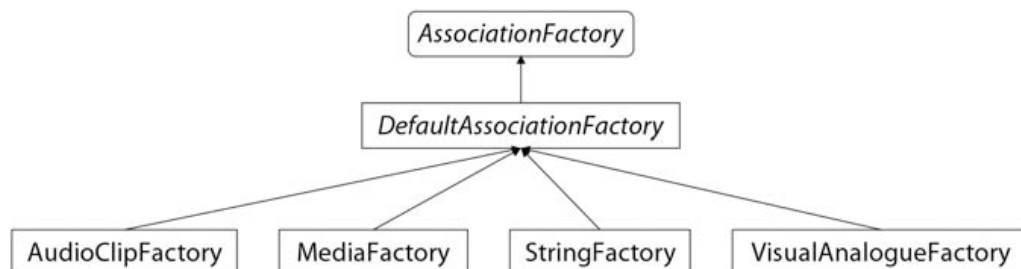 AssociationFactory
DefaultAssociationFactory
AudioClipFactory
MediaFactory
StringFactory
VisualAnalogueFactory